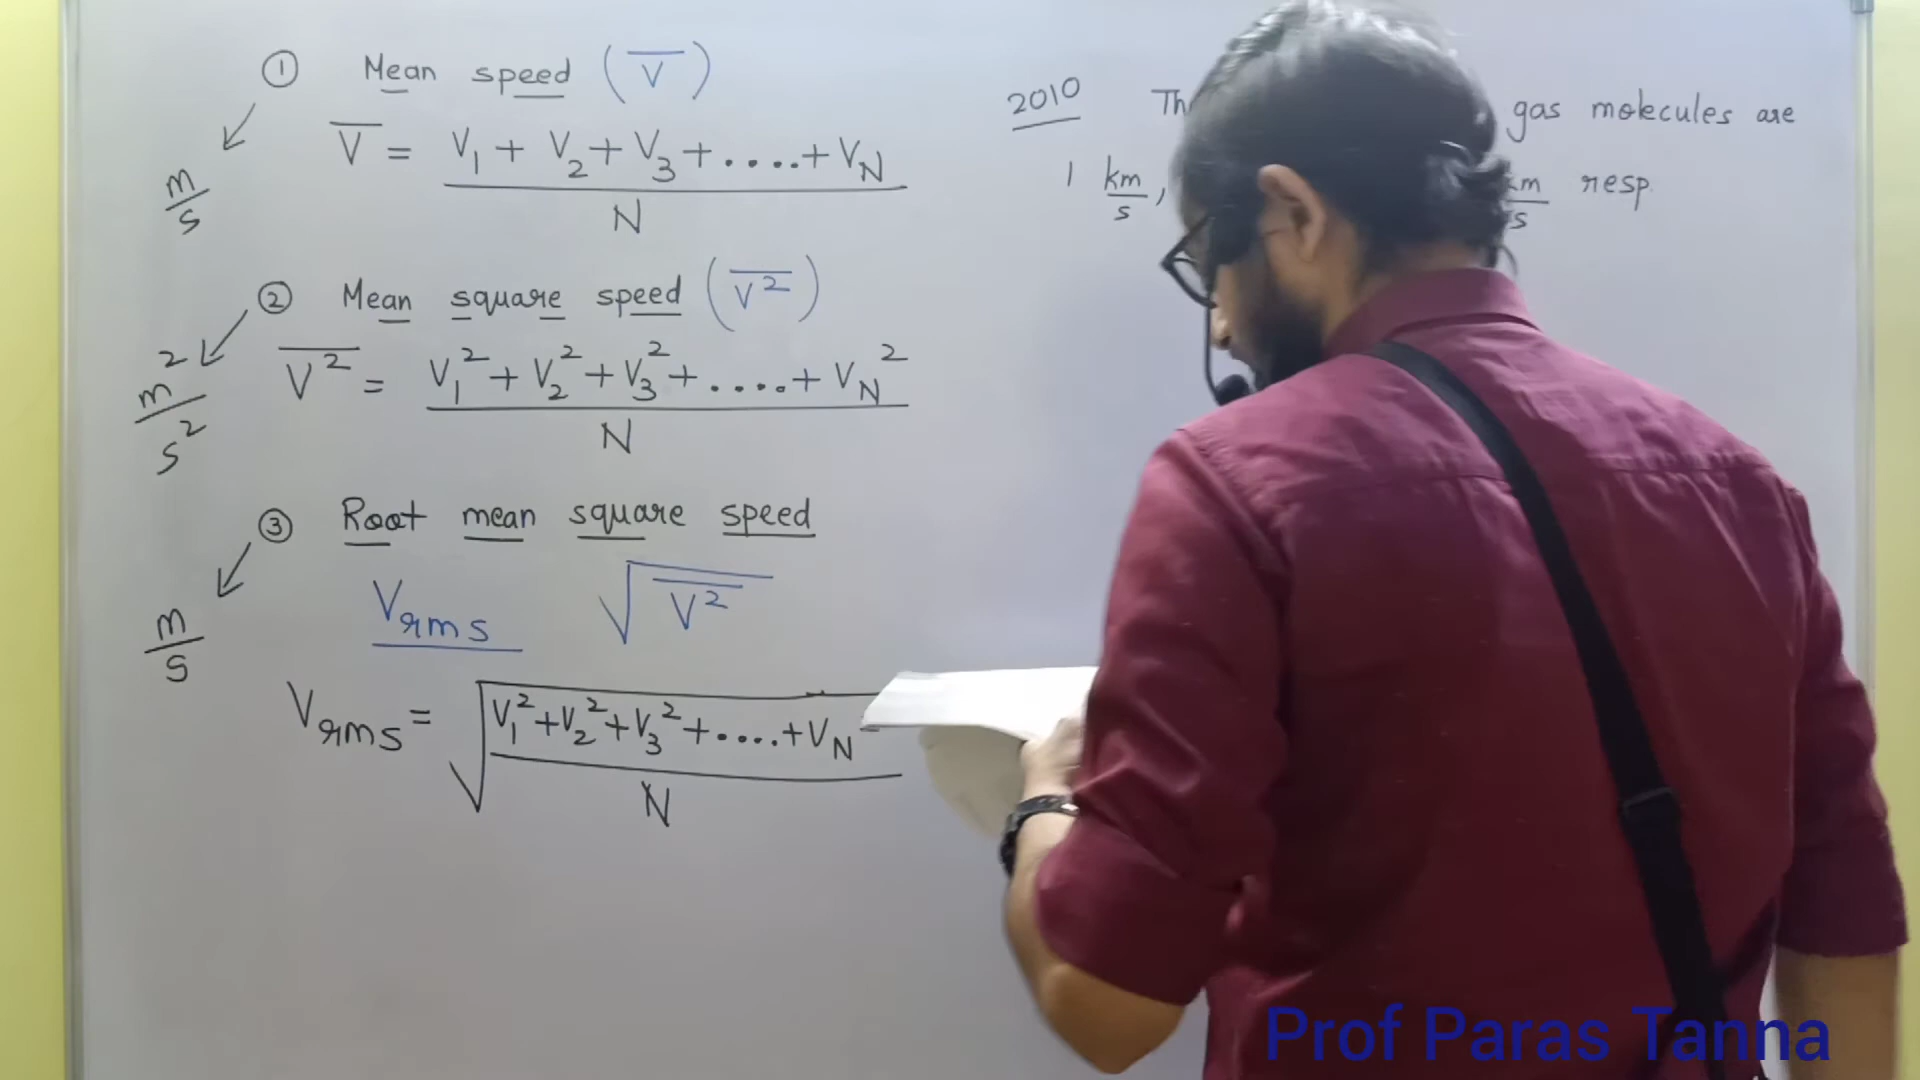 ① Mean speed (V̅)
V̅ = V₁ + V₂ + V₃ + .... + V_N
N
m
s
② Mean square speed (V̅²)
V̅² = V₁² + V₂² + V₃² + .... + V_N²
N
m²
s²
③ Root mean square speed
V_rms √V̅²
m
s
V_rms = √V₁² + V₂² + V₃² + .... + V_N
N
2010 gas molecules are
1 km/s, resp.
Prof Paras Tanna